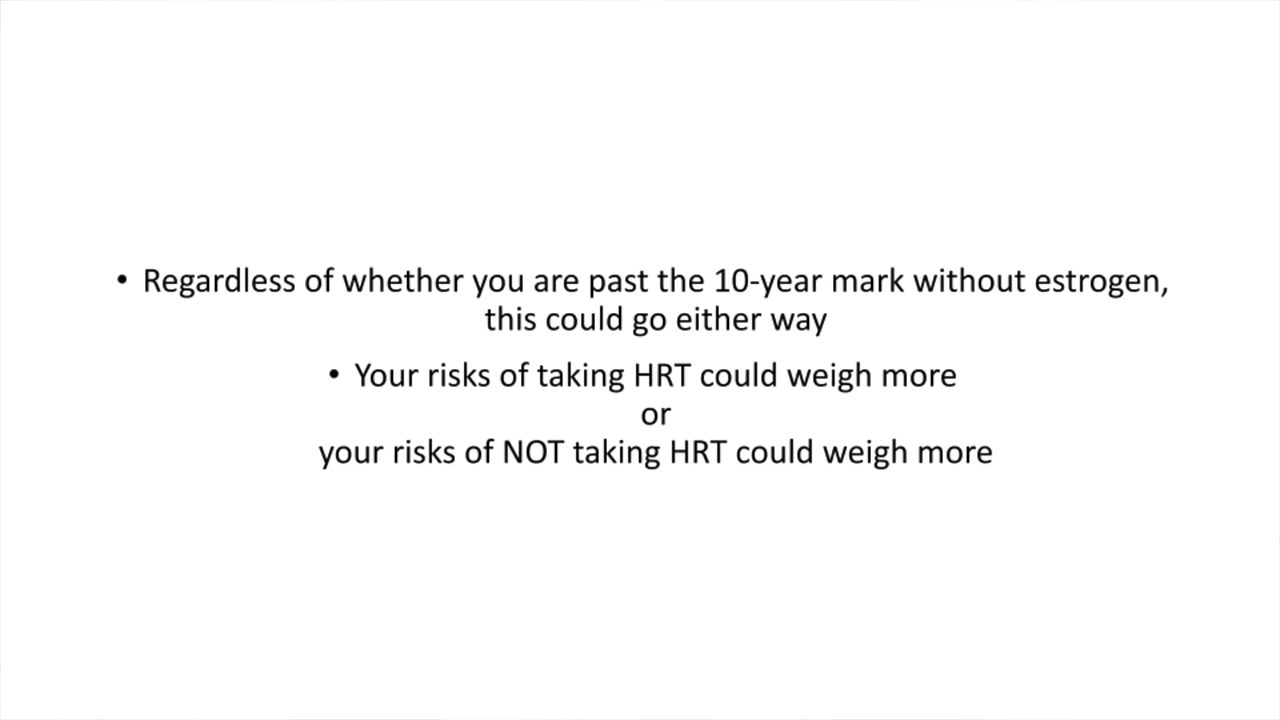 • Regardless of whether you are past the 10-year mark without estrogen,
this could go either way
• Your risks of taking HRT could weigh more
or
your risks of NOT taking HRT could weigh more